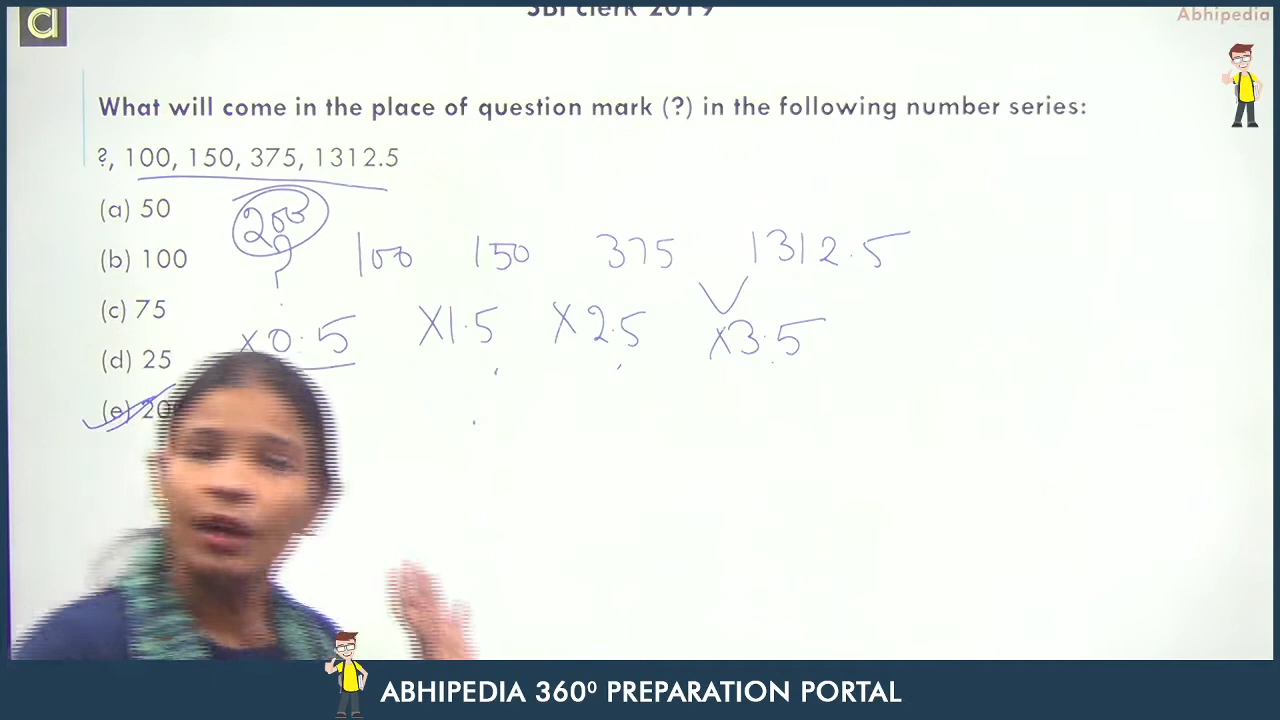 SBI clerk 2019
Abhipedia
a
What will come in the place of question mark (?) in the following number series:
?, 100, 150, 375, 1312.5
(a) 50
(b) 100
(c) 75
(d) 25
(e) 20
200
? 100 150 375 1312.5
x0.5 x1.5 x2.5 x3.5
ABHIPEDIA 360⁰ PREPARATION PORTAL